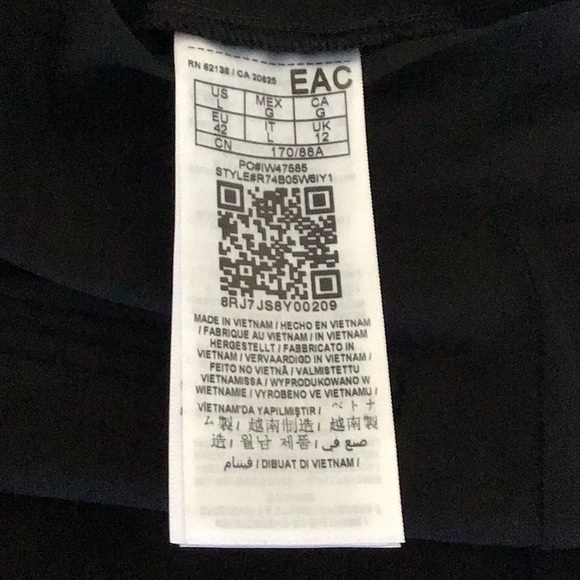 RN 62136 / CA 20625 EAC
US MEX CA
L G G
EU IT UK
42 L 12
CN 170/88A
PO#IW47585
STYLE#R74B05W6IY1
8RJ7JS8Y00209
MADE IN VIETNAM / HECHO EN VIETNAM
/ FABRIQUE AU VIETNAM / IN VIETNAM
HERGESTELLT / FABBRICATO IN
VIETNAM / VERVAARDIGD IN VIETNAM /
FEITO NO VIETNÃ / VALMISTETTU
VIETNAMISSA / WYPRODUKOWANO W
WIETNAMIE / VYROBENO VE VIETNAMU /
VIETNAM'DA YAPILMIŞTIR / ベトナ
ム製 / 越南制造 / 越南製
造 / 월남 제품 / صنع في
فيتنام / DIBUAT DI VIETNAM /